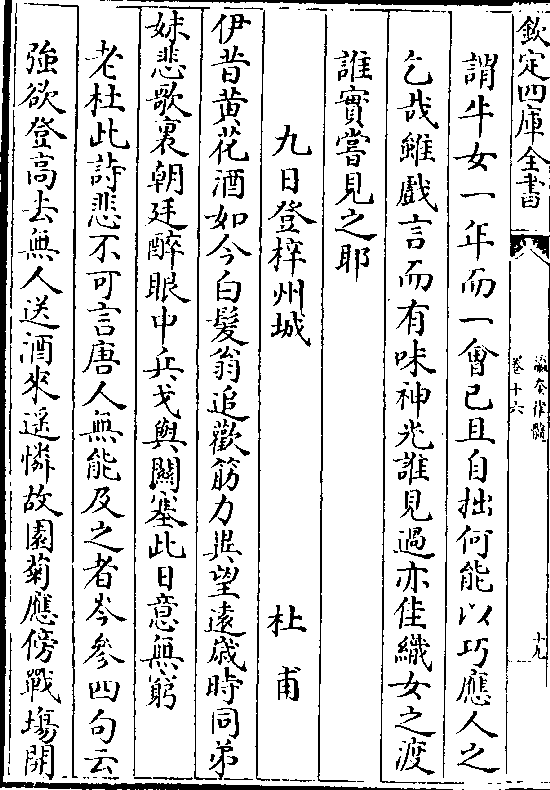 欽定四庫全書
瀛奎律髓
卷十六
十九
謂牛女一年而一會已且自拙何能以巧應人之
乞哉雖戲言而有味神光誰見過亦佳織女之渡
誰實嘗見之耶
九日登梓州城
杜甫
伊昔黄花酒如今白髮翁追歡筋力異望遠歲時同弟
妹悲歌裏朝廷醉眼中兵戈與關塞此日意無窮
老杜此詩悲不可言唐人無能及之者岑參四句云
強欲登高去無人送酒來遥憐故園菊應傍戰塲開